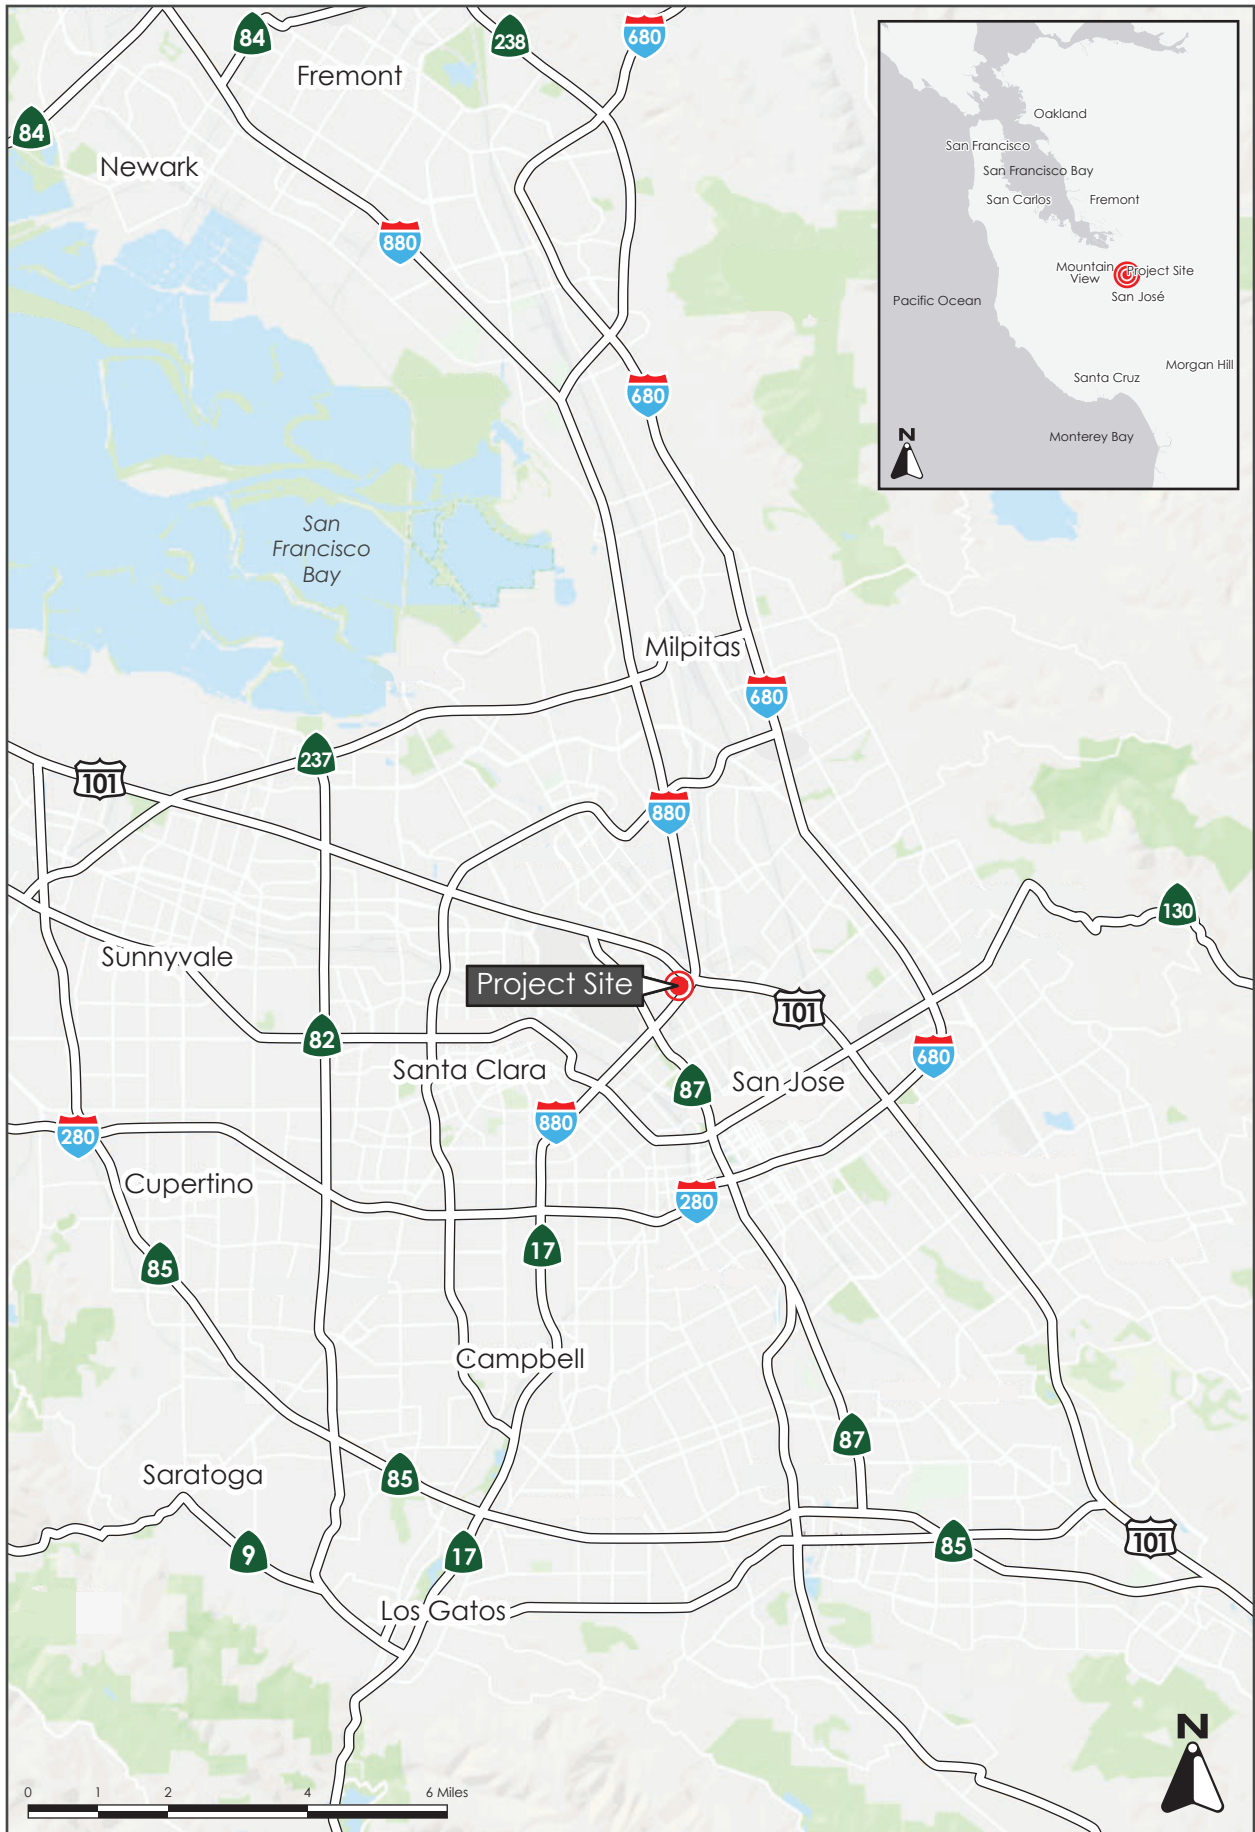 84
238
680
Fremont
84
Newark
880
Oakland
San Francisco
San Francisco Bay
San Carlos
Fremont
Mountain
View
Project Site
San José
Pacific Ocean
Morgan Hill
Santa Cruz
Monterey Bay
N
680
San
Francisco
Bay
Milpitas
680
237
101
880
130
Sunnyvale
Project Site
101
82
680
Santa Clara
87
San Jose
880
280
Cupertino
280
17
85
Campbell
87
Saratoga
85
9
17
85
101
Los Gatos
N
0 1 2 4 6 Miles